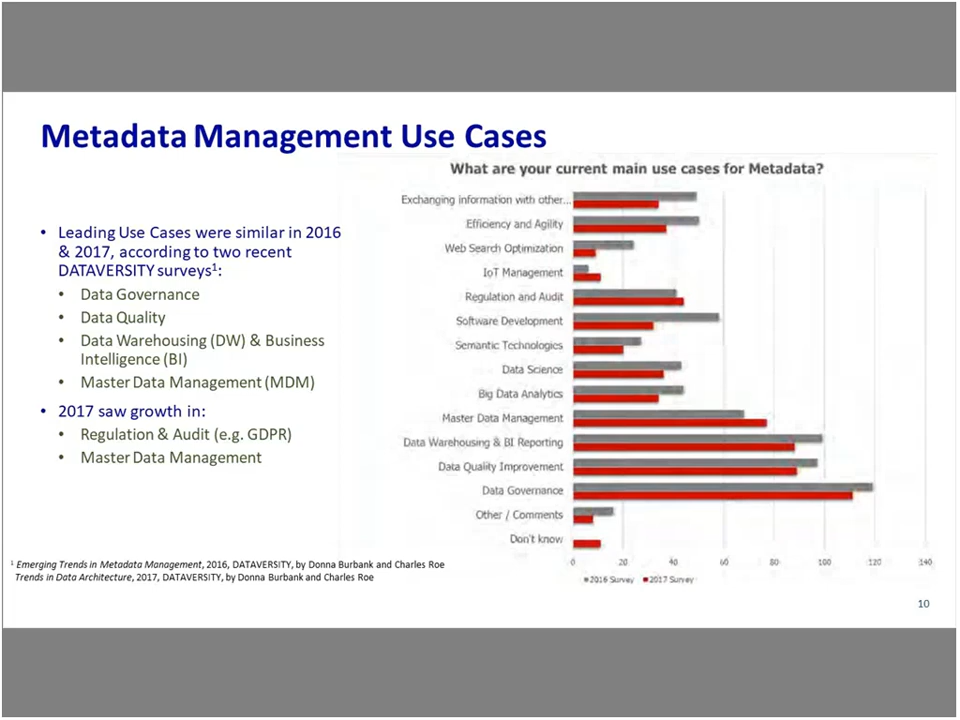 Metadata Management Use Cases
What are your current main use cases for Metadata?
• Leading Use Cases were similar in 2016
& 2017, according to two recent
DATAVERSITY surveys¹:
• Data Governance
• Data Quality
• Data Warehousing (DW) & Business
Intelligence (BI)
• Master Data Management (MDM)
• 2017 saw growth in:
• Regulation & Audit (e.g. GDPR)
• Master Data Management
Exchanging information with other...
Efficiency and Agility
Web Search Optimization
IoT Management
Regulation and Audit
Software Development
Semantic Technologies
Data Science
Big Data Analytics
Master Data Management
Data Warehousing & BI Reporting
Data Quality Improvement
Data Governance
Other / Comments
Don't know
0 20 40 60 80 100 120 140
2016 Survey 2017 Survey
¹ Emerging Trends in Metadata Management, 2016, DATAVERSITY, by Donna Burbank and Charles Roe
Trends in Data Architecture, 2017, DATAVERSITY, by Donna Burbank and Charles Roe
10